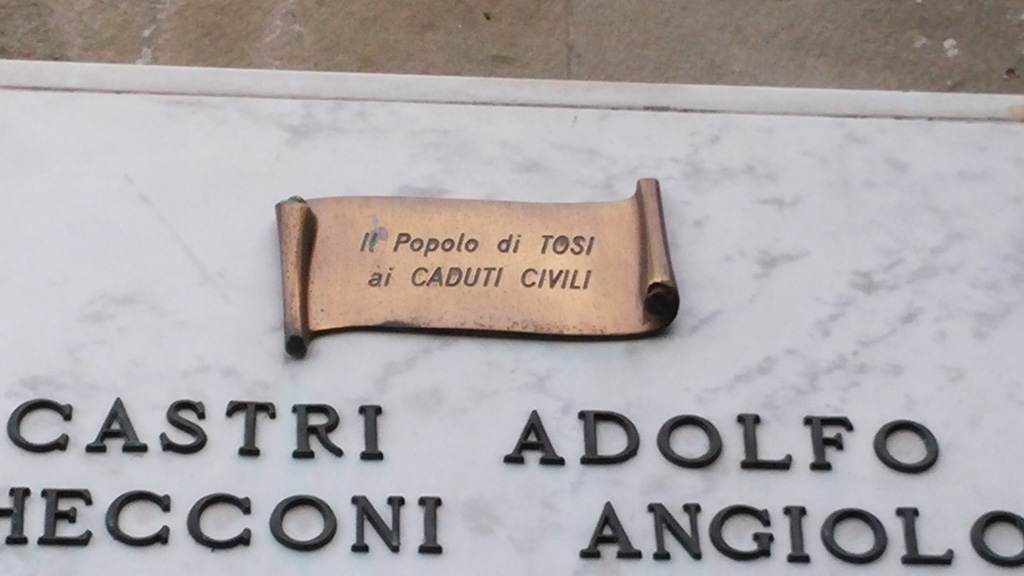 Il Popolo di TOSI
ai CADUTI CIVILI
CASTRI ADOLFO
HECCONI ANGIOLO